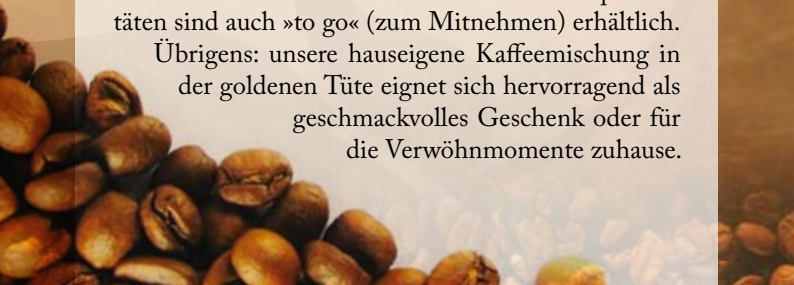 täten sind auch »to go« (zum Mitnehmen) erhältlich.
Übrigens: unsere hauseigene Kaffeemischung in
der goldenen Tüte eignet sich hervorragend als
geschmackvolles Geschenk oder für
die Verwöhnmomente zuhause.